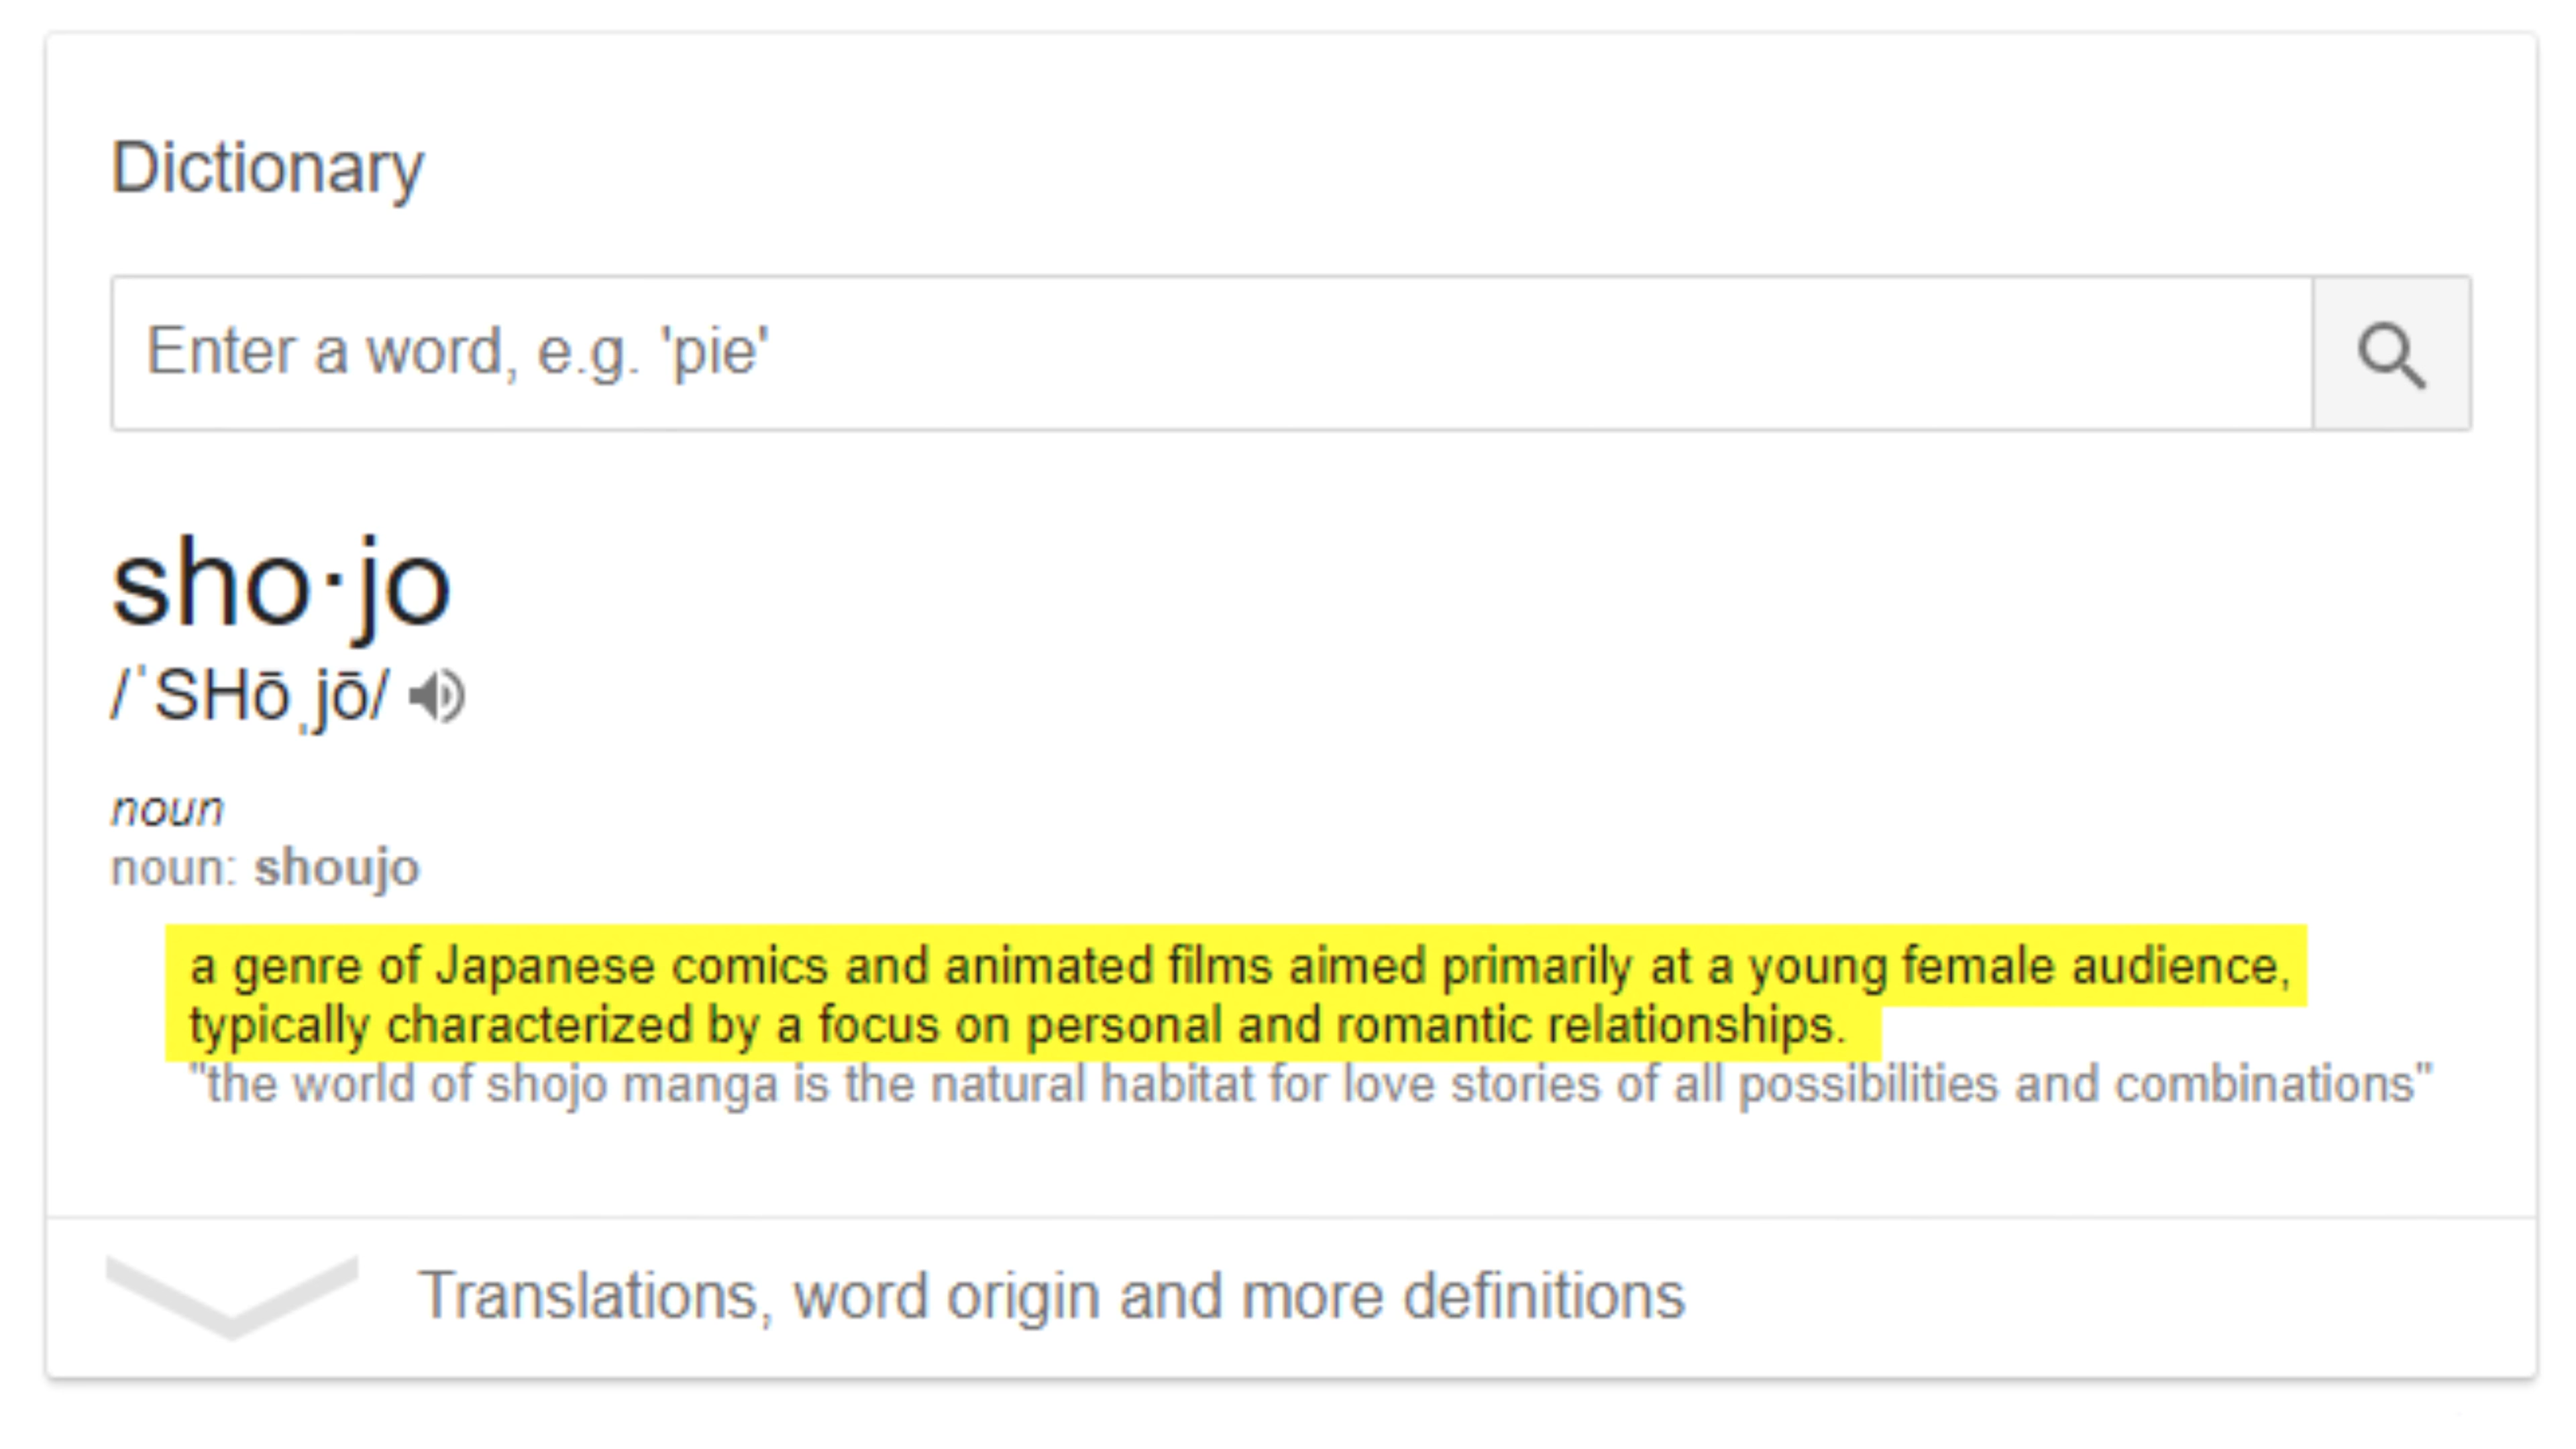 Dictionary
Enter a word, e.g. 'pie'
sho·jo
/ˈSHōˌjō/
noun
noun: shoujo
a genre of Japanese comics and animated films aimed primarily at a young female audience,
typically characterized by a focus on personal and romantic relationships.
"the world of shojo manga is the natural habitat for love stories of all possibilities and combinations"
Translations, word origin and more definitions